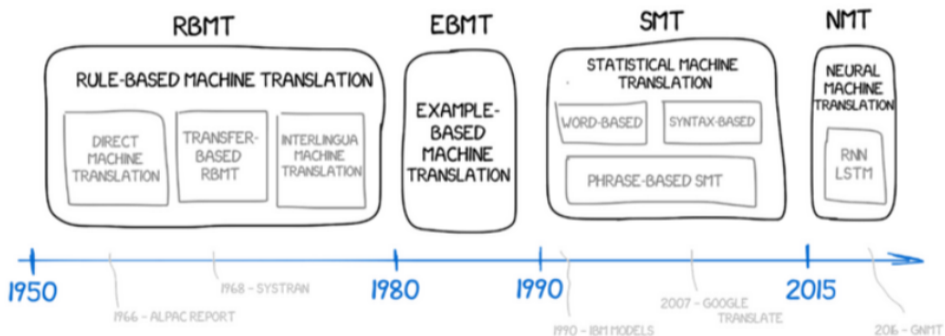 RBMT
EBMT
SMT
NMT
RULE-BASED MACHINE TRANSLATION
DIRECT
MACHINE
TRANSLATION
TRANSFER-
BASED
RBMT
INTERLINGUA
MACHINE
TRANSLATION
EXAMPLE-
BASED
MACHINE
TRANSLATION
STATISTICAL MACHINE
TRANSLATION
WORD-BASED
SYNTAX-BASED
PHRASE-BASED SMT
NEURAL
MACHINE
TRANSLATION
RNN
LSTM
1950
1966 - ALPAC REPORT
1968 - SYSTRAN
1980
1990
1990 - IBM MODELS
2007 - GOOGLE
TRANSLATE
2015
2016 - GNMT